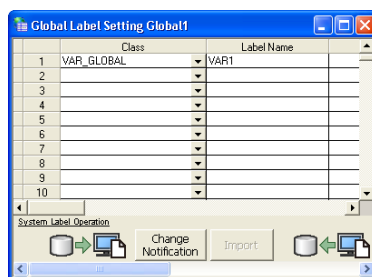 Global Label Setting Global1
Class Label Name
1 VAR_GLOBAL VAR1
2
3
4
5
6
7
8
9
10
System Label Operation
Change Notification Import